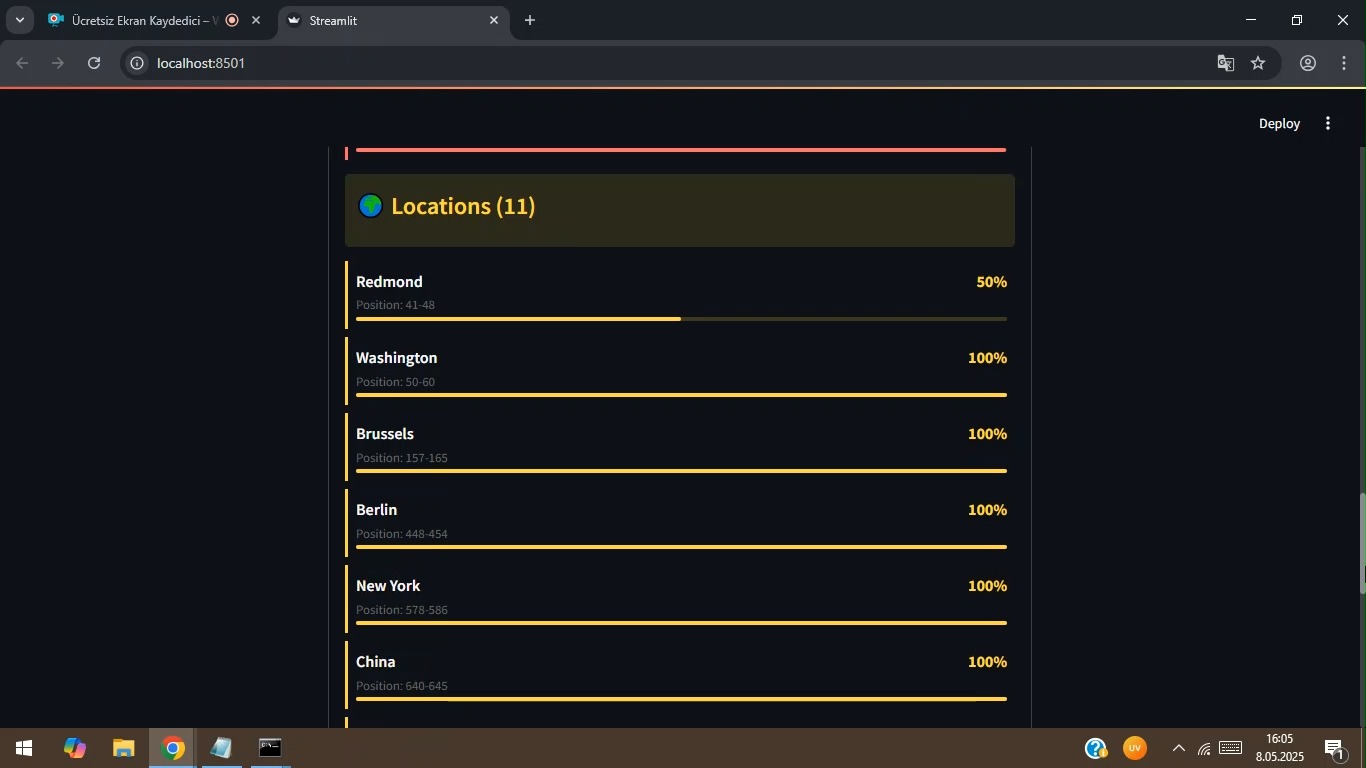 Ücretsiz Ekran Kaydedici –
Streamlit
localhost:8501
Deploy
Locations (11)
Redmond 50%
Position: 41-48
Washington 100%
Position: 50-60
Brussels 100%
Position: 157-165
Berlin 100%
Position: 448-454
New York 100%
Position: 578-586
China 100%
Position: 640-645
UV
16:05
8.05.2025
1